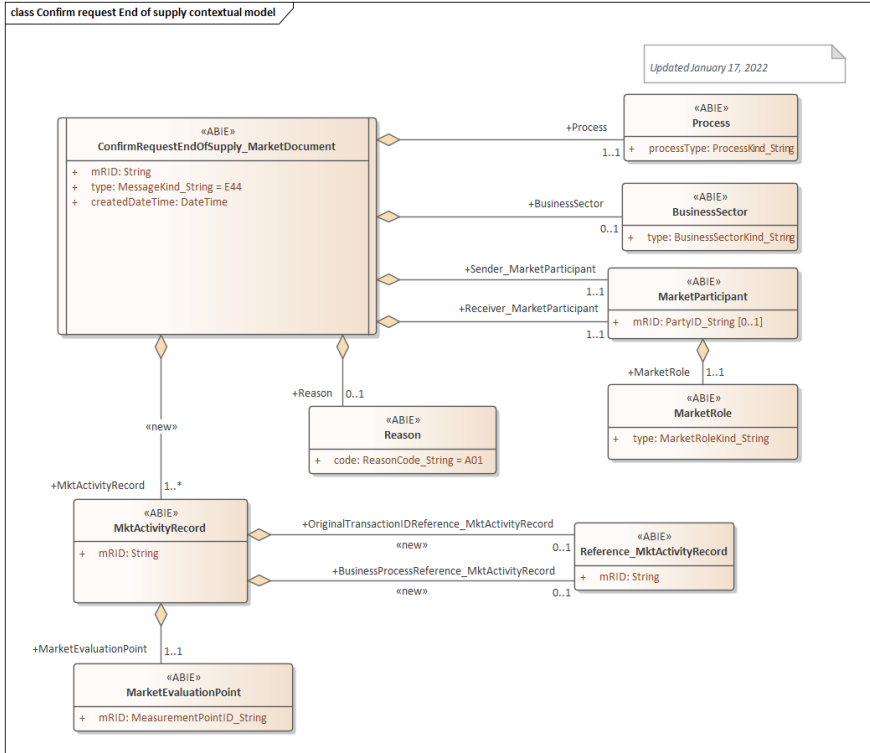 class Confirm request End of supply contextual model
Updated January 17, 2022
«ABIE»
ConfirmRequestEndOfSupply_MarketDocument
+ mRID: String
+ type: MessageKind_String = E44
+ createdDateTime: DateTime
+Process
1..1
«ABIE»
Process
+ processType: ProcessKind_String
+BusinessSector
0..1
«ABIE»
BusinessSector
+ type: BusinessSectorKind_String
+Sender_MarketParticipant
1..1
+Receiver_MarketParticipant
1..1
«ABIE»
MarketParticipant
+ mRID: PartyID_String [0..1]
+MarketRole 1..1
«ABIE»
MarketRole
+ type: MarketRoleKind_String
+Reason 0..1
«ABIE»
Reason
+ code: ReasonCode_String = A01
«new»
+MktActivityRecord 1..*
«ABIE»
MktActivityRecord
+ mRID: String
+OriginalTransactionIDReference_MktActivityRecord
«new» 0..1
+BusinessProcessReference_MktActivityRecord
«new» 0..1
«ABIE»
Reference_MktActivityRecord
+ mRID: String
+MarketEvaluationPoint 1..1
«ABIE»
MarketEvaluationPoint
+ mRID: MeasurementPointID_String